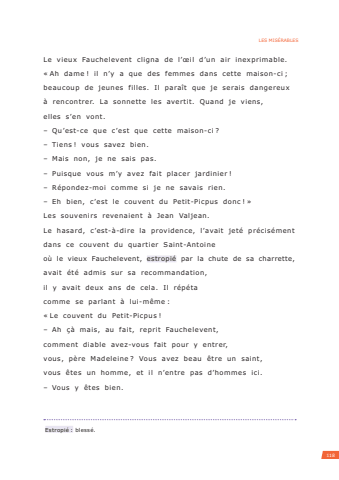 LES MISÉRABLES
Le vieux Fauchelevent cligna de l’œil d’un air inexprimable.
« Ah dame ! il n’y a que des femmes dans cette maison-ci ;
beaucoup de jeunes filles. Il paraît que je serais dangereux
à rencontrer. La sonnette les avertit. Quand je viens,
elles s’en vont.
– Qu’est-ce que c’est que cette maison-ci ?
– Tiens ! vous savez bien.
– Mais non, je ne sais pas.
– Puisque vous m’y avez fait placer jardinier !
– Répondez-moi comme si je ne savais rien.
– Eh bien, c’est le couvent du Petit-Picpus donc ! »
Les souvenirs revenaient à Jean Valjean.
Le hasard, c’est-à-dire la providence, l’avait jeté précisément
dans ce couvent du quartier Saint-Antoine
où le vieux Fauchelevent, estropié par la chute de sa charrette,
avait été admis sur sa recommandation,
il y avait deux ans de cela. Il répéta
comme se parlant à lui-même :
« Le couvent du Petit-Picpus !
– Ah çà mais, au fait, reprit Fauchelevent,
comment diable avez-vous fait pour y entrer,
vous, père Madeleine ? Vous avez beau être un saint,
vous êtes un homme, et il n’entre pas d’hommes ici.
– Vous y êtes bien.
Estropié : blessé.
118